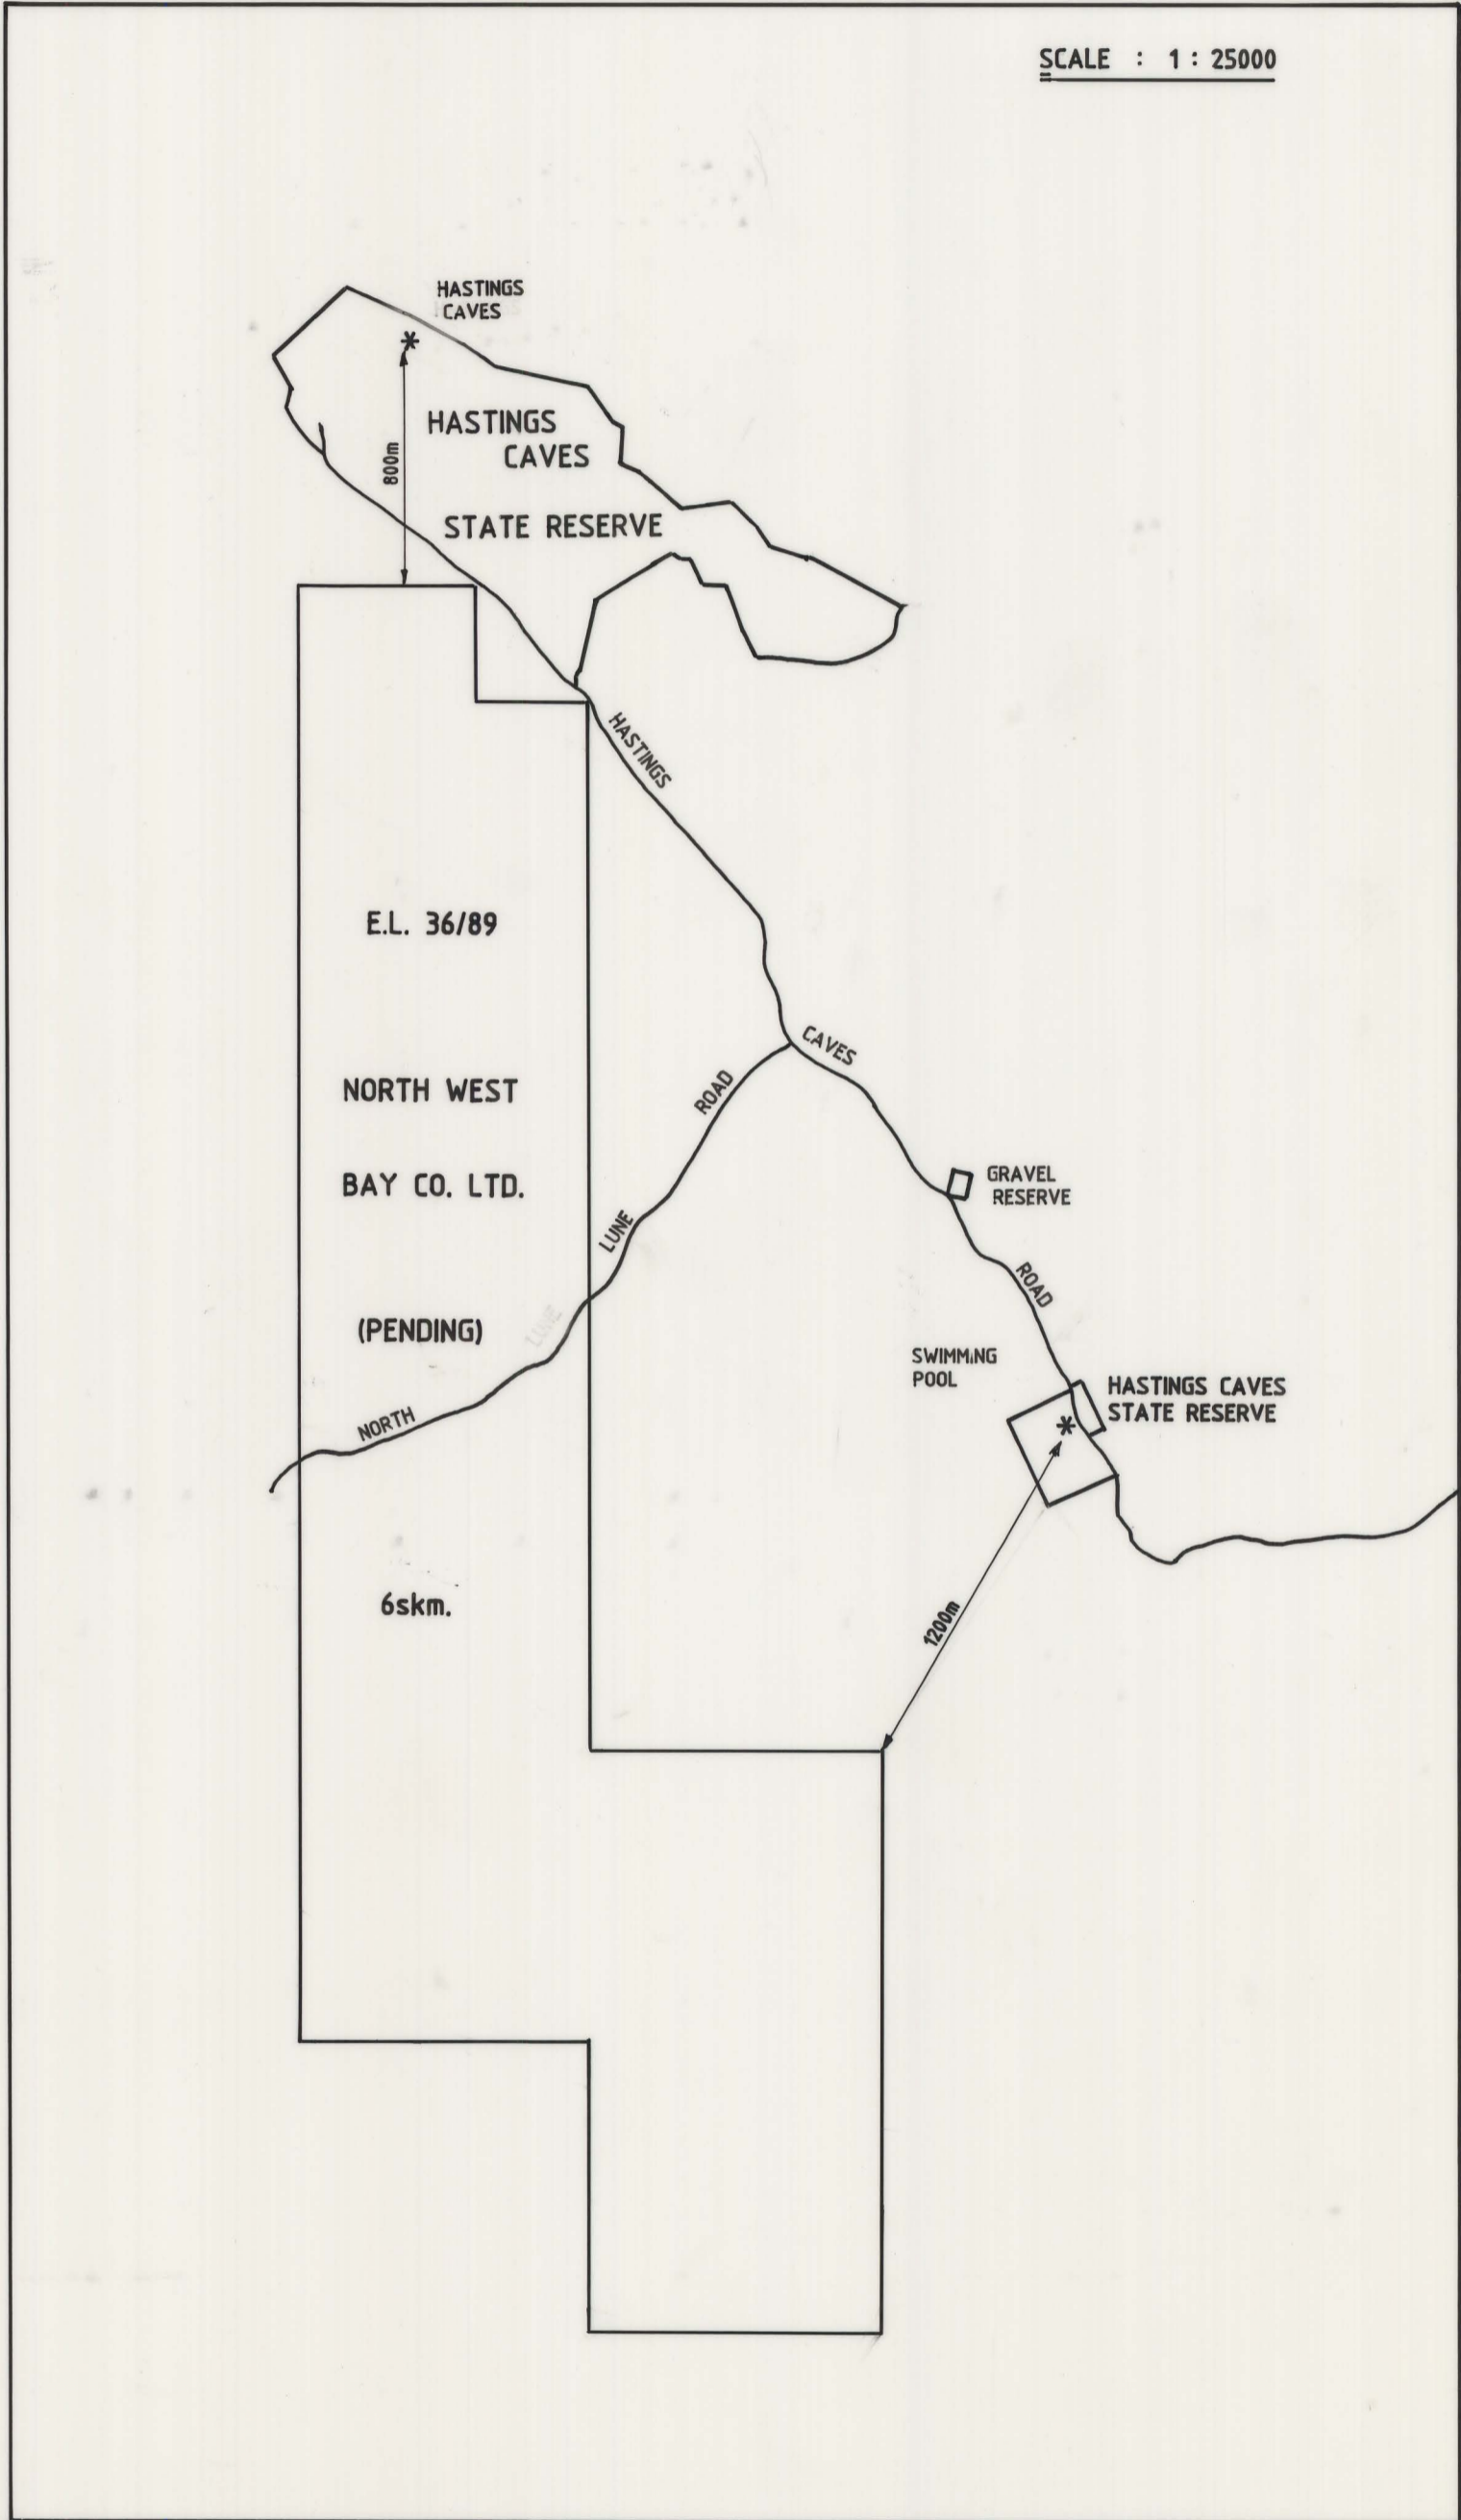 SCALE : 1 : 25000
HASTINGS
CAVES
HASTINGS
CAVES
800m
STATE RESERVE
HASTINGS
E.L. 36/89
CAVES
ROAD
NORTH WEST
GRAVEL
RESERVE
BAY CO. LTD.
LUNE
ROAD
LUNE
(PENDING)
SWIMMiNG
POOL
HASTINGS CAVES
STATE RESERVE
NORTH
6skm.
1200m